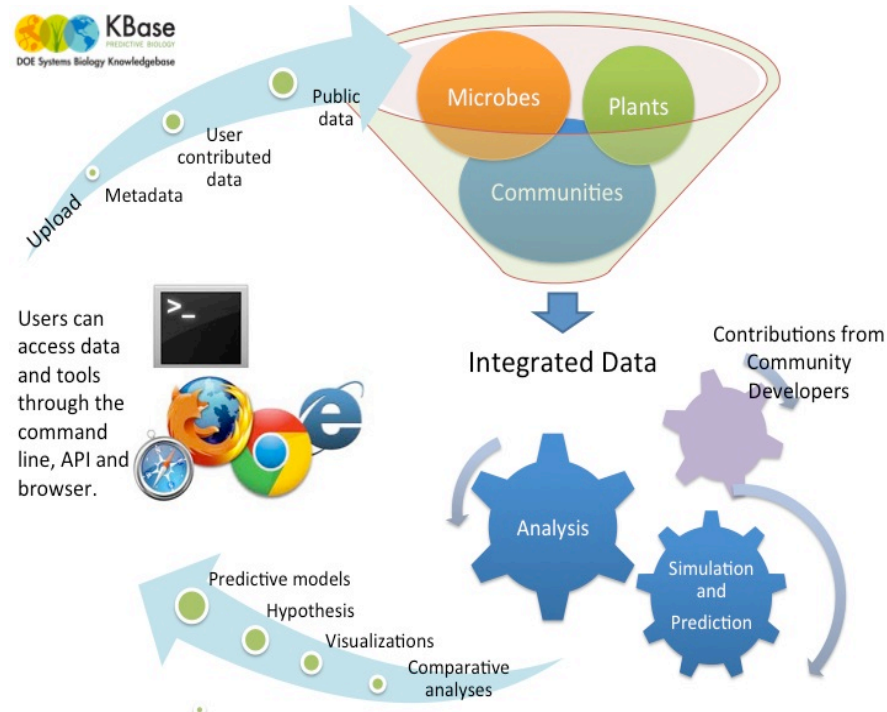 KBase
PREDICTIVE BIOLOGY
DOE Systems Biology Knowledgebase
Upload
Metadata
User
contributed
data
Public
data
Microbes
Plants
Communities
Users can
access data
and tools
through the
command
line, API and
browser.
>_
Integrated Data
Contributions from
Community
Developers
Analysis
Simulation
and
Prediction
Predictive models
Hypothesis
Visualizations
Comparative
analyses